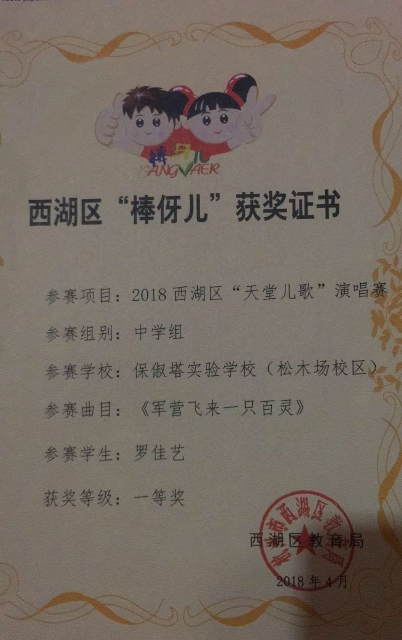 棒伢儿
BANGYAER
西湖区“棒伢儿”获奖证书
参赛项目：2018西湖区“天堂儿歌”演唱赛
参赛组别：中学组
参赛学校：保俶塔实验学校（松木场校区）
参赛曲目：《军营飞来一只百灵》
参赛学生：罗佳艺
获奖等级：一等奖
西湖区教育局
2018年4月